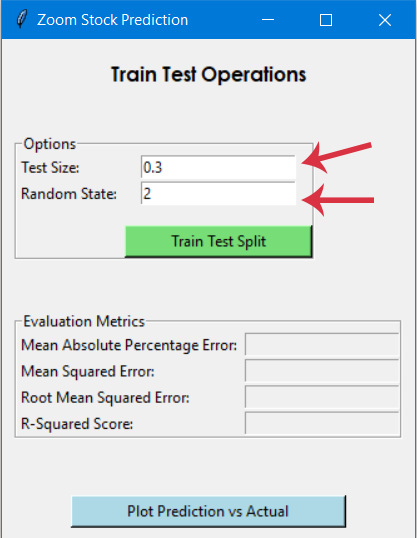 Zoom Stock Prediction
Train Test Operations
Options
Test Size: 0.3
Random State: 2
Train Test Split
Evaluation Metrics
Mean Absolute Percentage Error:
Mean Squared Error:
Root Mean Squared Error:
R-Squared Score:
Plot Prediction vs Actual